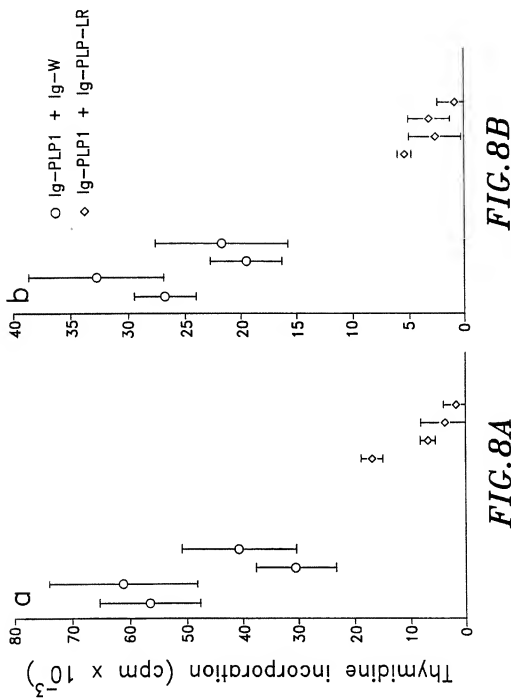 Thymidine incorporation (cpm x 10⁻³)
a
80
70
60
50
40
30
20
10
0
FIG.8A
b
○ Ig-PLP1 + Ig-W
◇ Ig-PLP1 + Ig-PLP-LR
40
35
30
25
20
15
10
5
0
FIG.8B